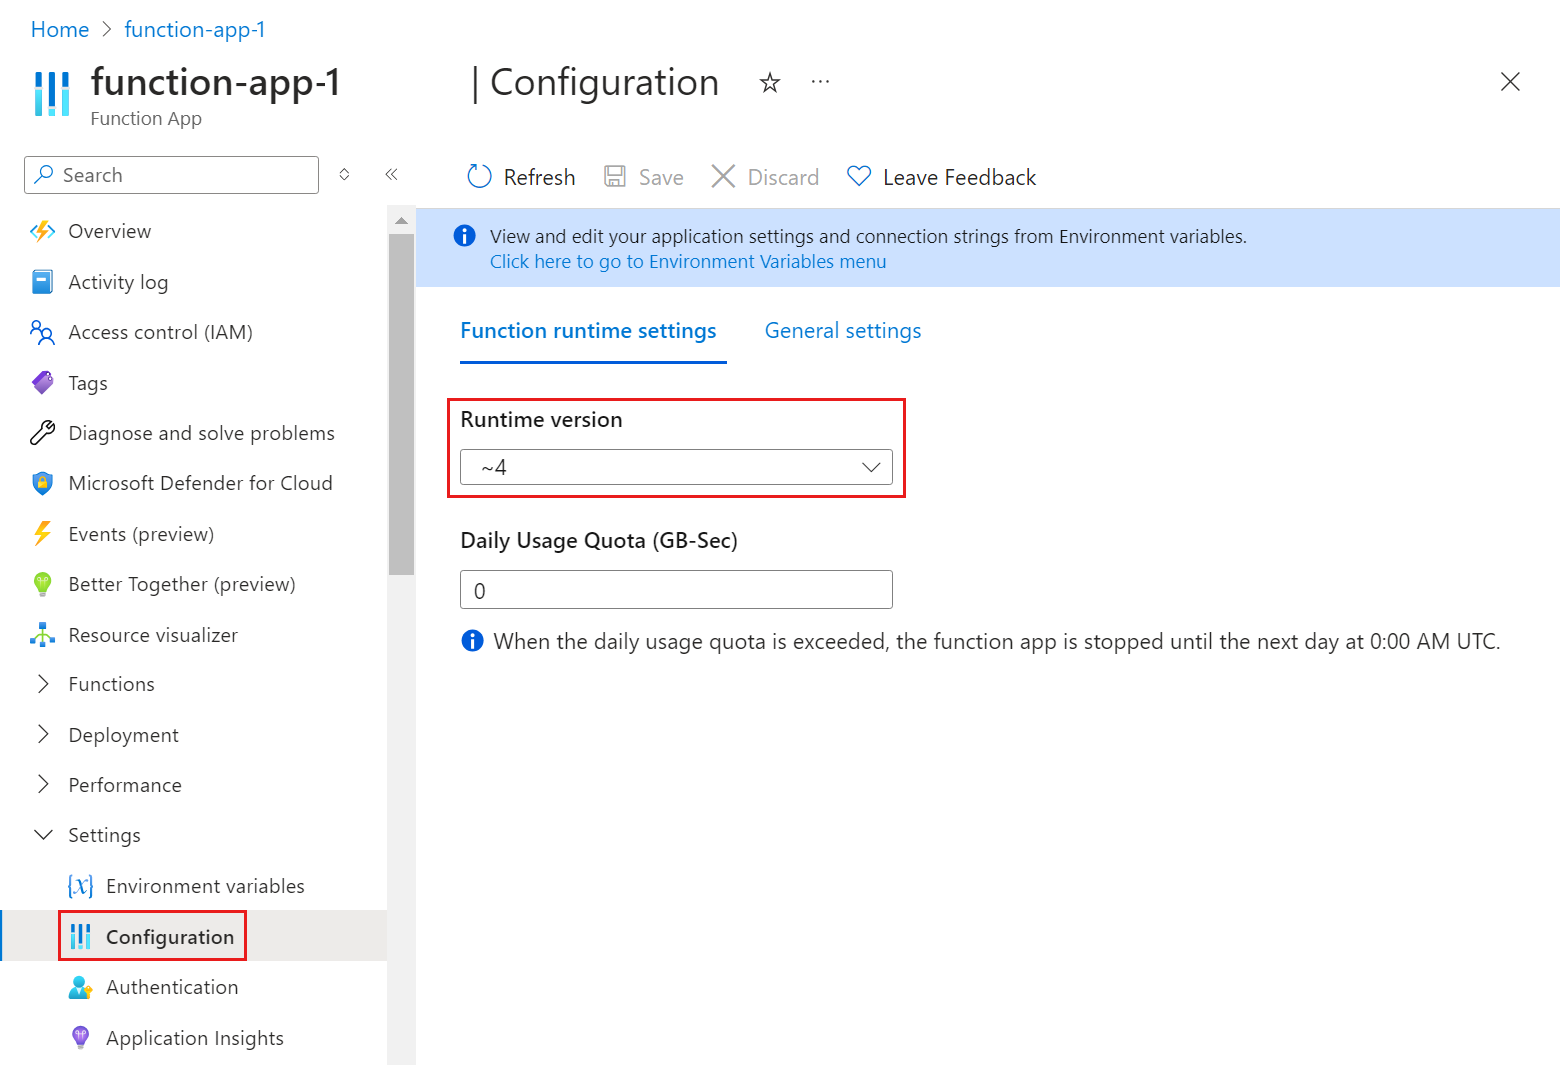 Home > function-app-1
function-app-1 | Configuration
Function App
Search
Refresh Save Discard Leave Feedback
Overview
Activity log
Access control (IAM)
Tags
Diagnose and solve problems
Microsoft Defender for Cloud
Events (preview)
Better Together (preview)
Resource visualizer
Functions
Deployment
Performance
Settings
Environment variables
Configuration
Authentication
Application Insights
View and edit your application settings and connection strings from Environment variables.
Click here to go to Environment Variables menu
Function runtime settings General settings
Runtime version
~4
Daily Usage Quota (GB-Sec)
0
When the daily usage quota is exceeded, the function app is stopped until the next day at 0:00 AM UTC.